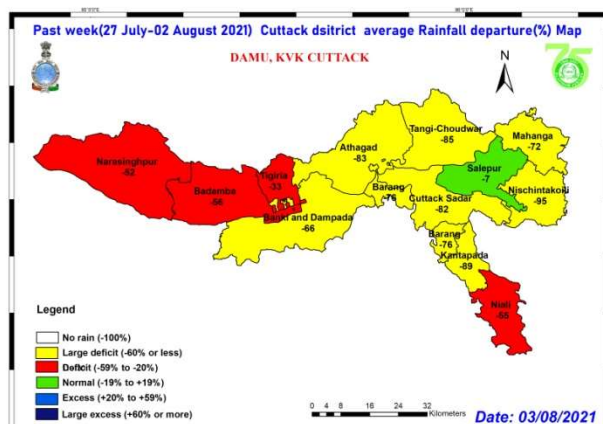 Past week(27 July-02 August 2021) Cuttack dsitrict average Rainfall departure(%) Map
DAMU, KVK CUTTACK
N
Tangi-Choudwar
-85
Mahanga
-72
Athagad
-83
Narasinghpur
Salepur
-7
Tigiria
-33
Badamba
-56
Barang
-76
Nischintakoili
-95
Cuttack Sadar
-82
Banki and Dampada
-66
Barang
-76
Kantapada
-89
Niali
Legend
No rain (-100%)
Large deficit (-60% or less)
Deficit (-59% to -20%)
Normal (-19% to +19%)
Excess (+20% to +59%)
Large excess (+60% or more)
0 4 8 16 24 32
Kilometers
Date: 03/08/2021